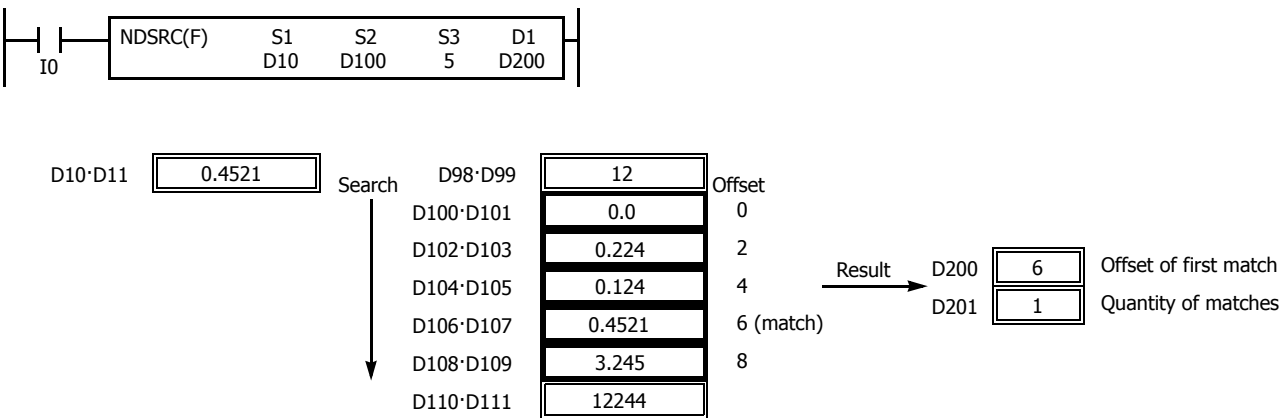 NDSRC(F) S1 S2 S3 D1
I0 D10 D100 5 D200
D10·D11 0.4521 Search D98·D99 12 Offset
D100·D101 0.0 0
D102·D103 0.224 2
D104·D105 0.124 4
D106·D107 0.4521 6 (match)
D108·D109 3.245 8
D110·D111 12244
Result D200 6 Offset of first match
D201 1 Quantity of matches